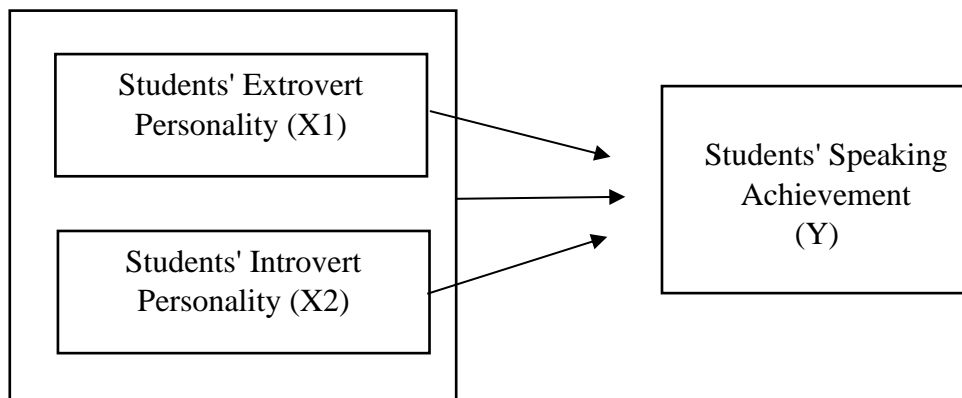 Students' Extrovert
Personality (X1)
Students' Introvert
Personality (X2)
Students' Speaking
Achievement
(Y)